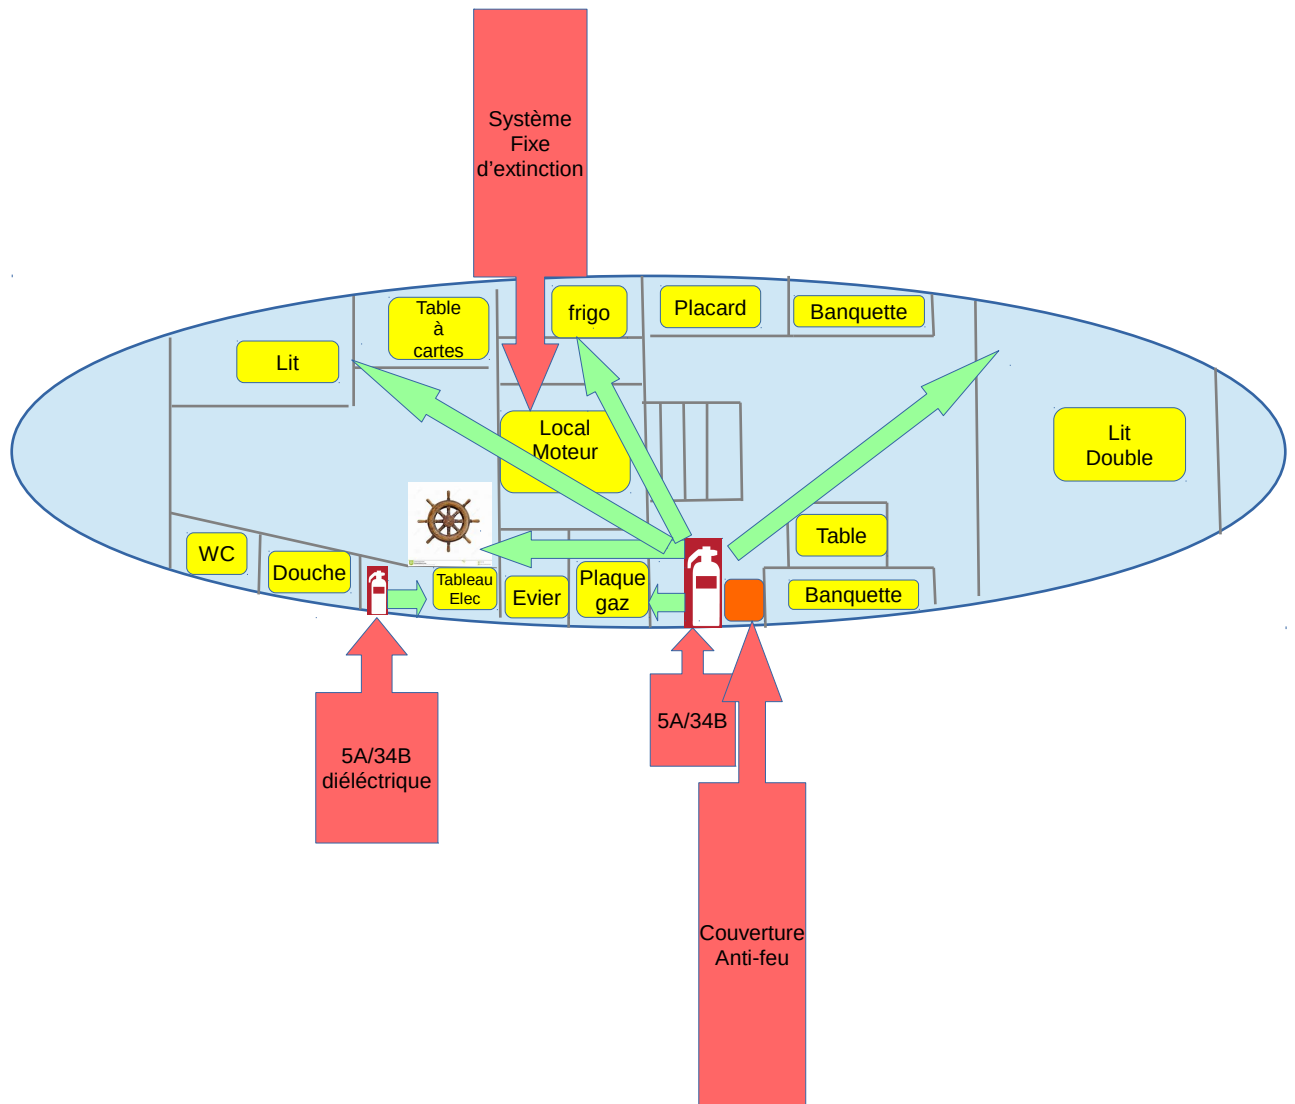 Système
Fixe
d'extinction
Table
à
cartes
frigo
Placard
Banquette
Lit
Local
Moteur
Lit
Double
WC
Douche
Tableau
Elec
Evier
Plaque
gaz
Table
Banquette
5A/34B
diéléctrique
5A/34B
Couverture
Anti-feu